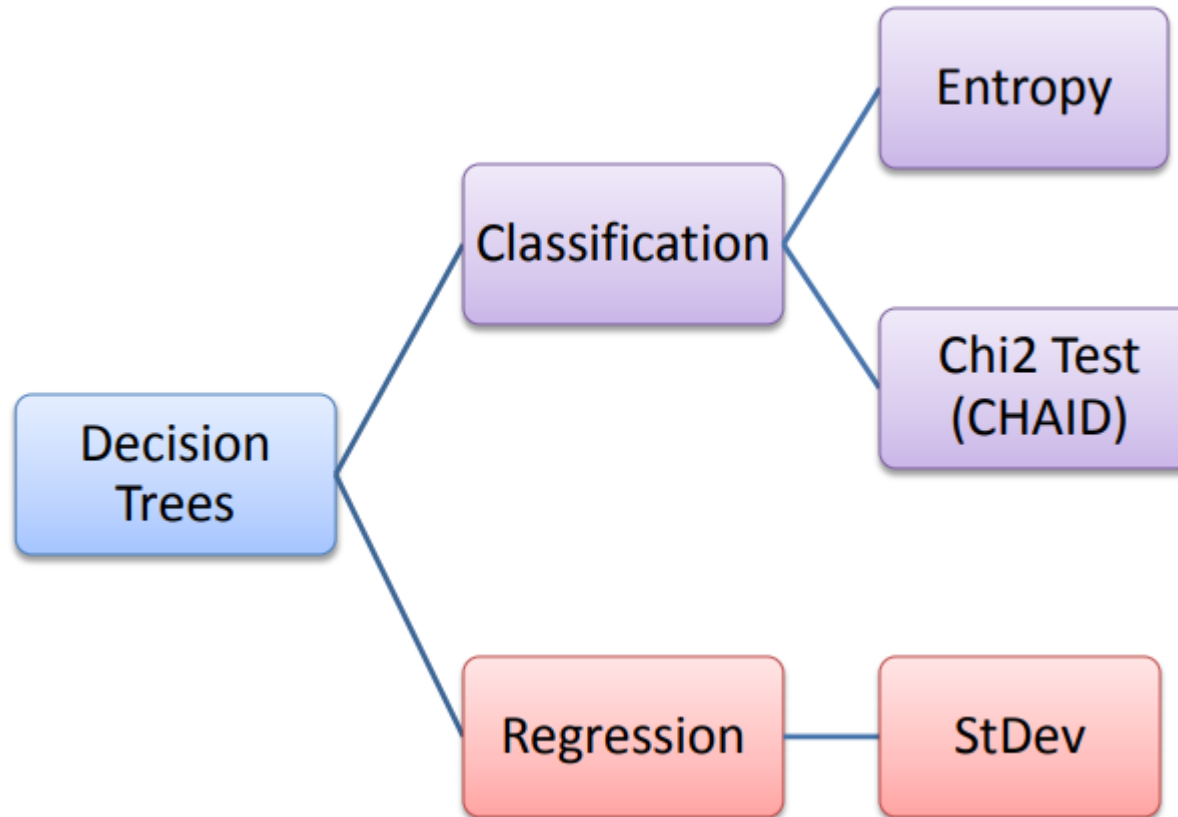 Entropy
Classification
Chi2 Test
(CHAID)
Decision
Trees
Regression
StDev